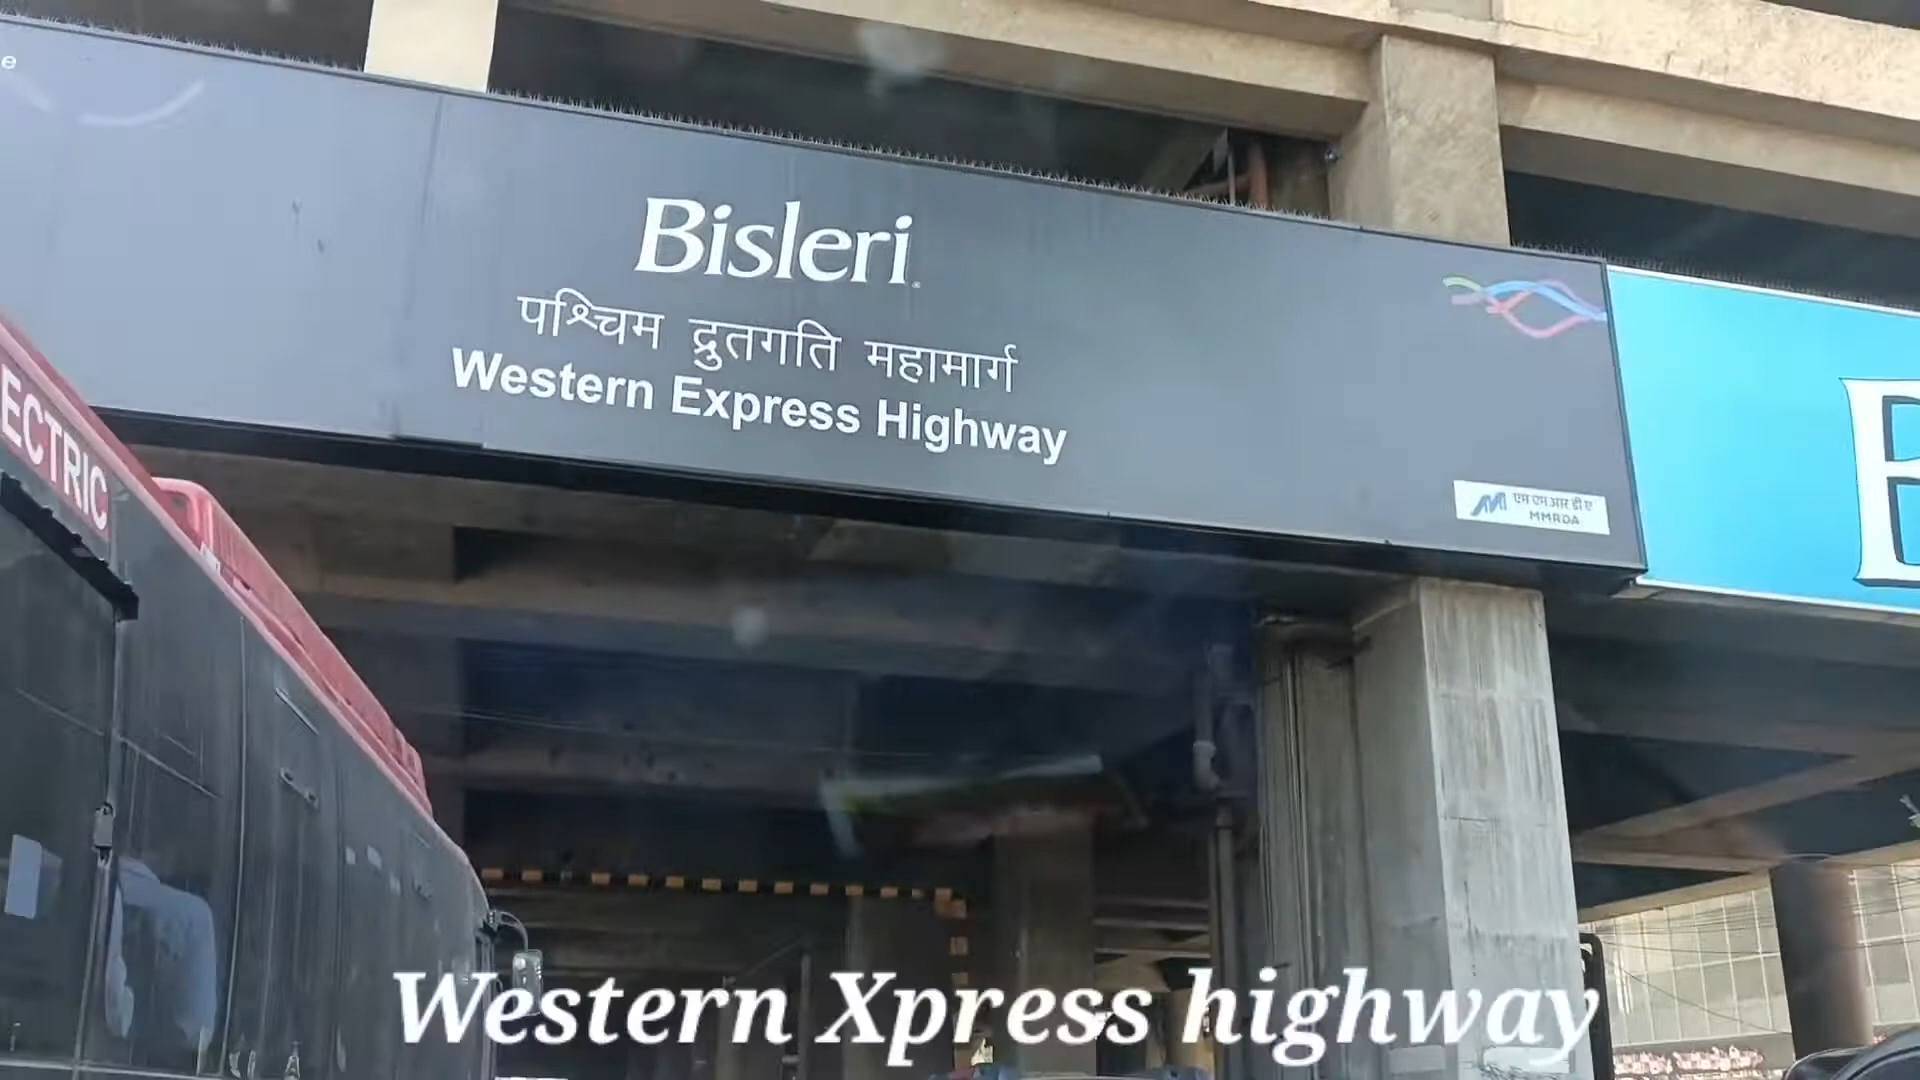 e
Bisleri
पश्चिम द्रुतगति महामार्ग
Western Express Highway
एम एम आर डी ए
MMRDA
ECTRIC
Western Xpress highway